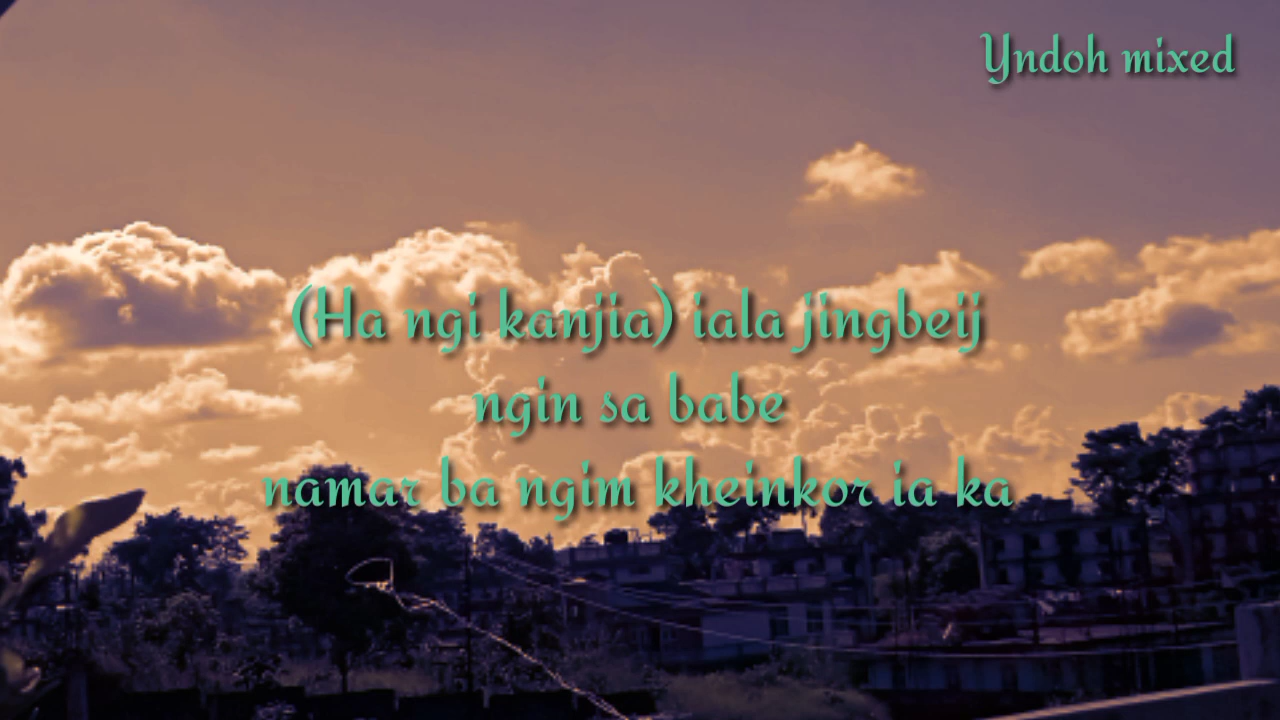 Yndoh mixed
(Ha ngi kanjia) iala jingbeij
ngin sa babe
namar ba ngim kheinkor ia ka